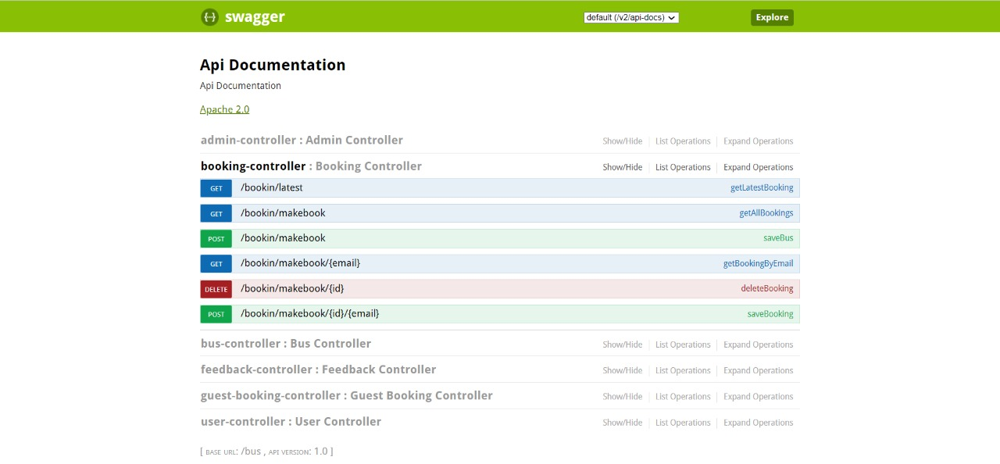 {···} swagger default (/v2/api-docs) Explore
Api Documentation
Api Documentation
Apache 2.0
admin-controller : Admin Controller Show/Hide List Operations Expand Operations
booking-controller : Booking Controller Show/Hide List Operations Expand Operations
GET /bookin/latest getLatestBooking
GET /bookin/makebook getAllBookings
POST /bookin/makebook saveBus
GET /bookin/makebook/{email} getBookingByEmail
DELETE /bookin/makebook/{id} deleteBooking
POST /bookin/makebook/{id}/{email} saveBooking
bus-controller : Bus Controller Show/Hide List Operations Expand Operations
feedback-controller : Feedback Controller Show/Hide List Operations Expand Operations
guest-booking-controller : Guest Booking Controller Show/Hide List Operations Expand Operations
user-controller : User Controller Show/Hide List Operations Expand Operations
[ BASE URL: /bus , API VERSION: 1.0 ]